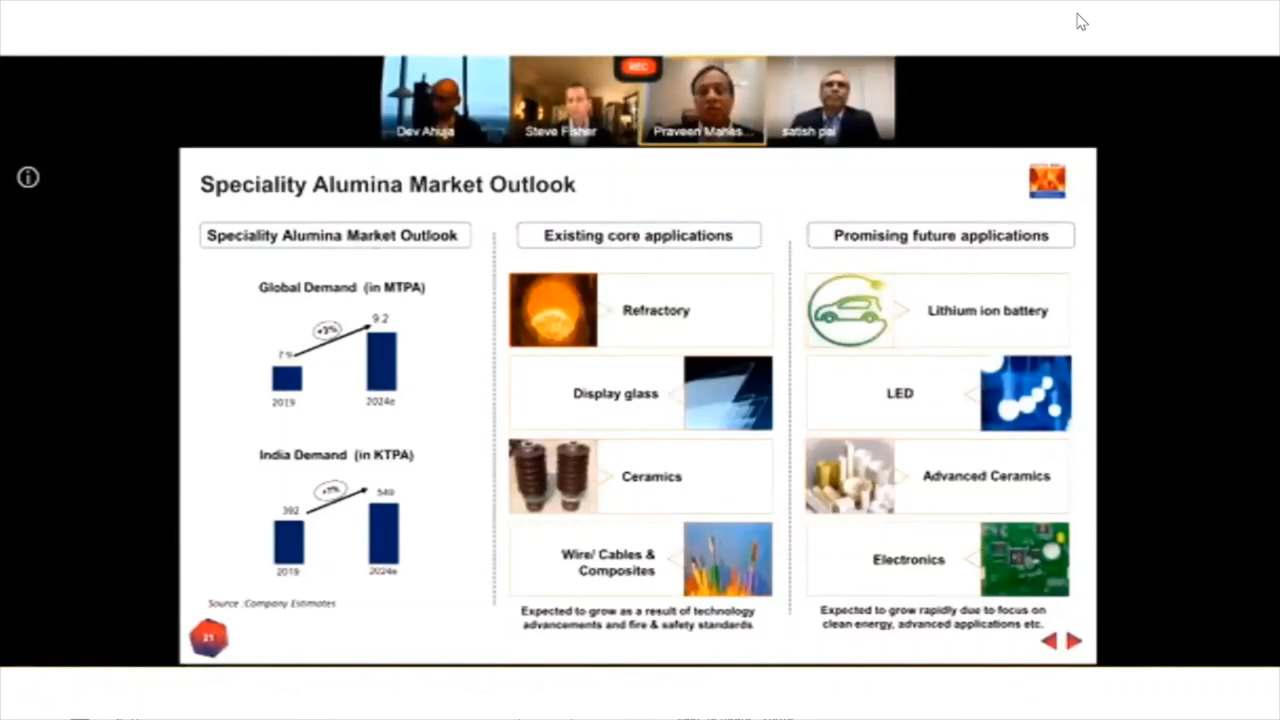 REC
Dev Ahuja
Steve Fisher
Praveen Mahes...
satish pai
Speciality Alumina Market Outlook
Speciality Alumina Market Outlook
Existing core applications
Promising future applications
Global Demand (in MTPA)
+3%
7.9
9.2
2019
2024e
India Demand (in KTPA)
+7%
392
549
2019
2024e
Source :Company Estimates
21
Refractory
Display glass
Ceramics
Wire/ Cables &
Composites
Expected to grow as a result of technology
advancements and fire & safety standards
Lithium ion battery
LED
Advanced Ceramics
Electronics
Expected to grow rapidly due to focus on
clean energy, advanced applications etc.